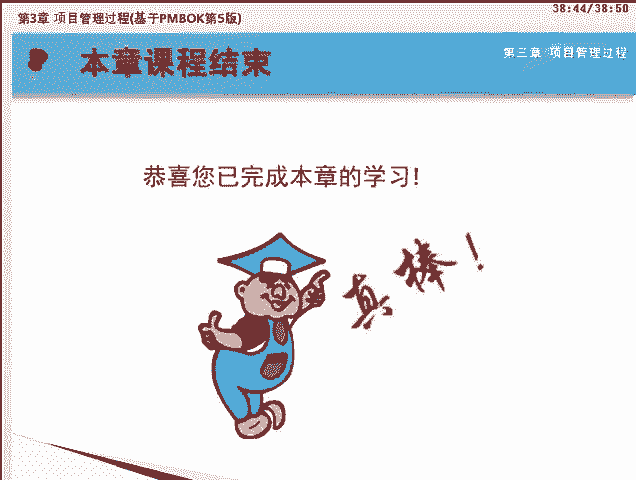 第3章 项目管理过程(基于PMBOK第5版)
38:44/38:50
本章课程结束
第三章 项目管理过程
恭喜您已完成本章的学习!
真棒！